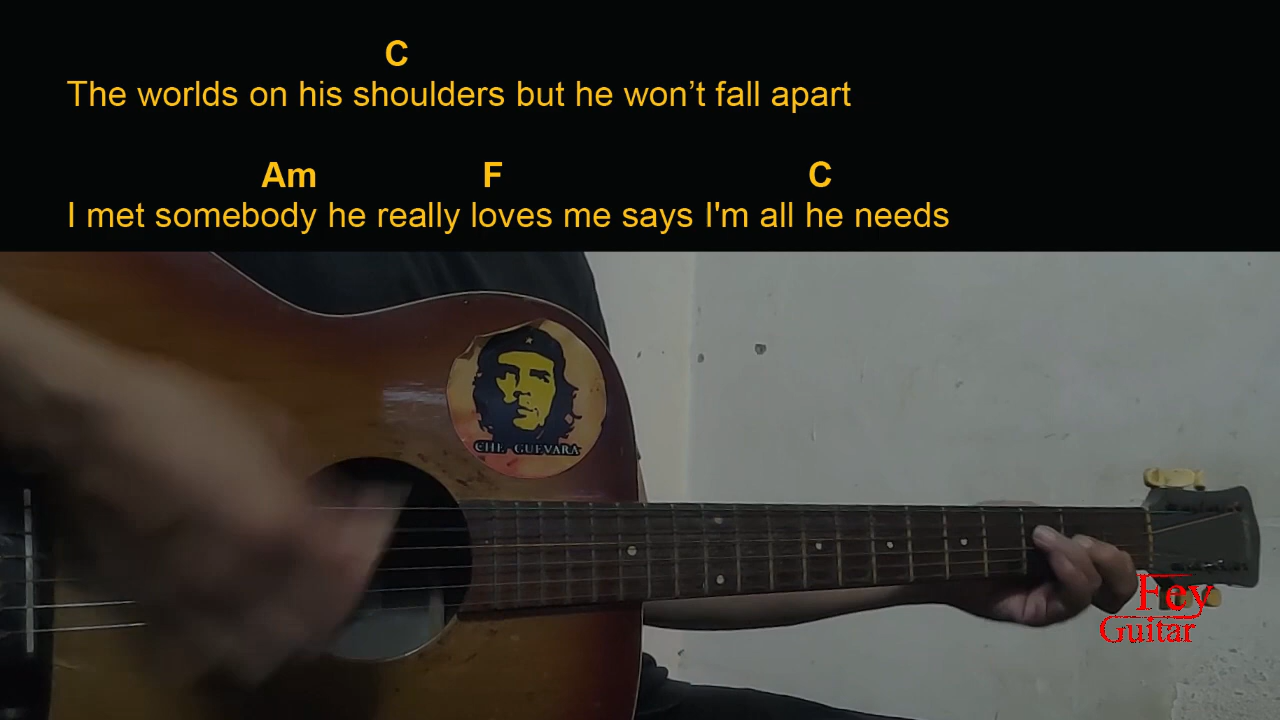 C
The worlds on his shoulders but he won’t fall apart
Am F C
I met somebody he really loves me says I'm all he needs
CHE GUEVARA
Fey
Guitar